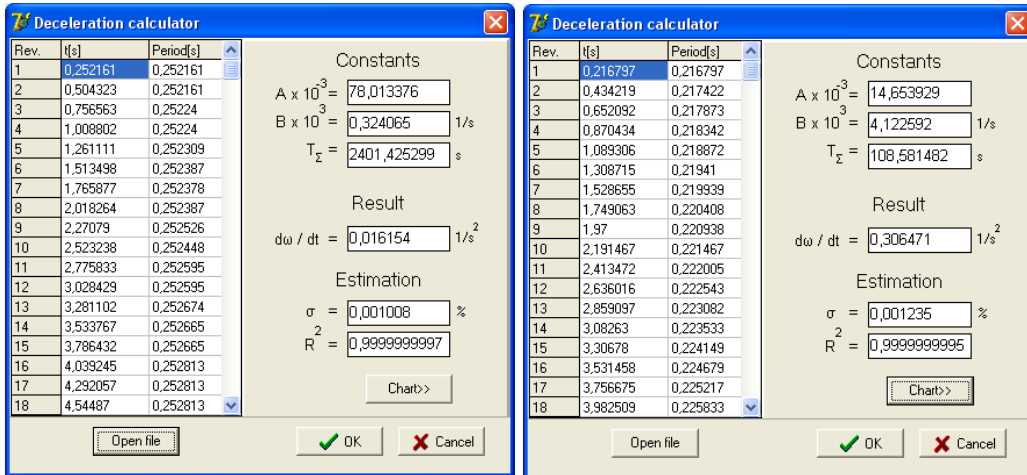 Deceleration calculator
Rev. t[s] Period[s]
1 0,252161 0,252161
2 0,504323 0,252161
3 0,756563 0,25224
4 1,008802 0,25224
5 1,261111 0,252309
6 1,513498 0,252387
7 1,765877 0,252378
8 2,018264 0,252387
9 2,27079 0,252526
10 2,523238 0,252448
11 2,775833 0,252595
12 3,028429 0,252595
13 3,281102 0,252674
14 3,533767 0,252665
15 3,786432 0,252665
16 4,039245 0,252813
17 4,292057 0,252813
18 4,54487 0,252813
Constants
A x 10⁻³= 78,013376
B x 10³= 0,324065 1/s
T_Σ = 2401,425299 s
Result
dω / dt = 0,016154 1/s²
Estimation
σ = 0,001008 %
R² = 0,9999999997
Chart>>
Open file OK Cancel
Deceleration calculator
Rev. t[s] Period[s]
1 0,216797 0,216797
2 0,434219 0,217422
3 0,652092 0,217873
4 0,870434 0,218342
5 1,089306 0,218872
6 1,308715 0,21941
7 1,528655 0,219939
8 1,749063 0,220408
9 1,97 0,220938
10 2,191467 0,221467
11 2,413472 0,222005
12 2,636016 0,222543
13 2,859097 0,223082
14 3,08263 0,223533
15 3,30678 0,224149
16 3,531458 0,224679
17 3,756675 0,225217
18 3,982509 0,225833
Constants
A x 10⁻³= 14,653929
B x 10³= 4,122592 1/s
T_Σ = 108,581482 s
Result
dω / dt = 0,306471 1/s²
Estimation
σ = 0,001235 %
R² = 0,9999999995
Chart>>
Open file OK Cancel